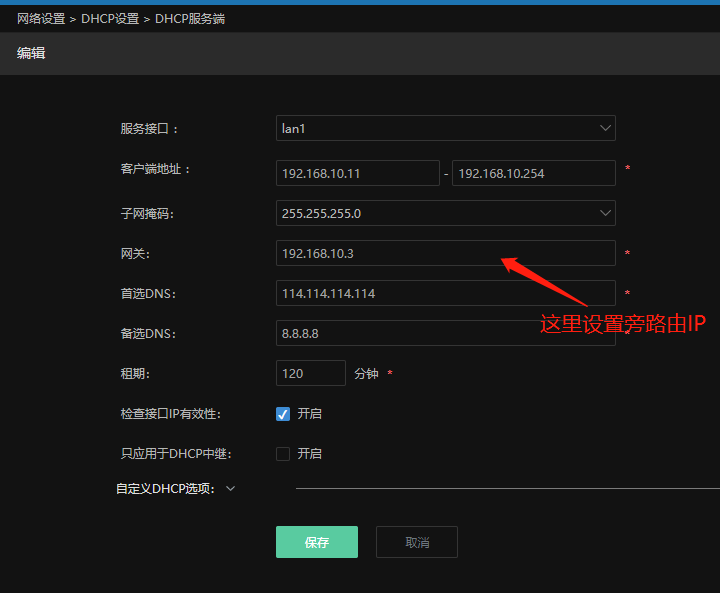 网络设置 > DHCP设置 > DHCP服务端
编辑
服务接口： lan1
客户端地址： 192.168.10.11 - 192.168.10.254 *
子网掩码: 255.255.255.0
网关: 192.168.10.3 *
首选DNS: 114.114.114.114 *
这里设置旁路由IP
备选DNS: 8.8.8.8 *
租期: 120 分钟 *
检查接口IP有效性: 开启
只应用于DHCP中继: 开启
自定义DHCP选项:
保存 取消